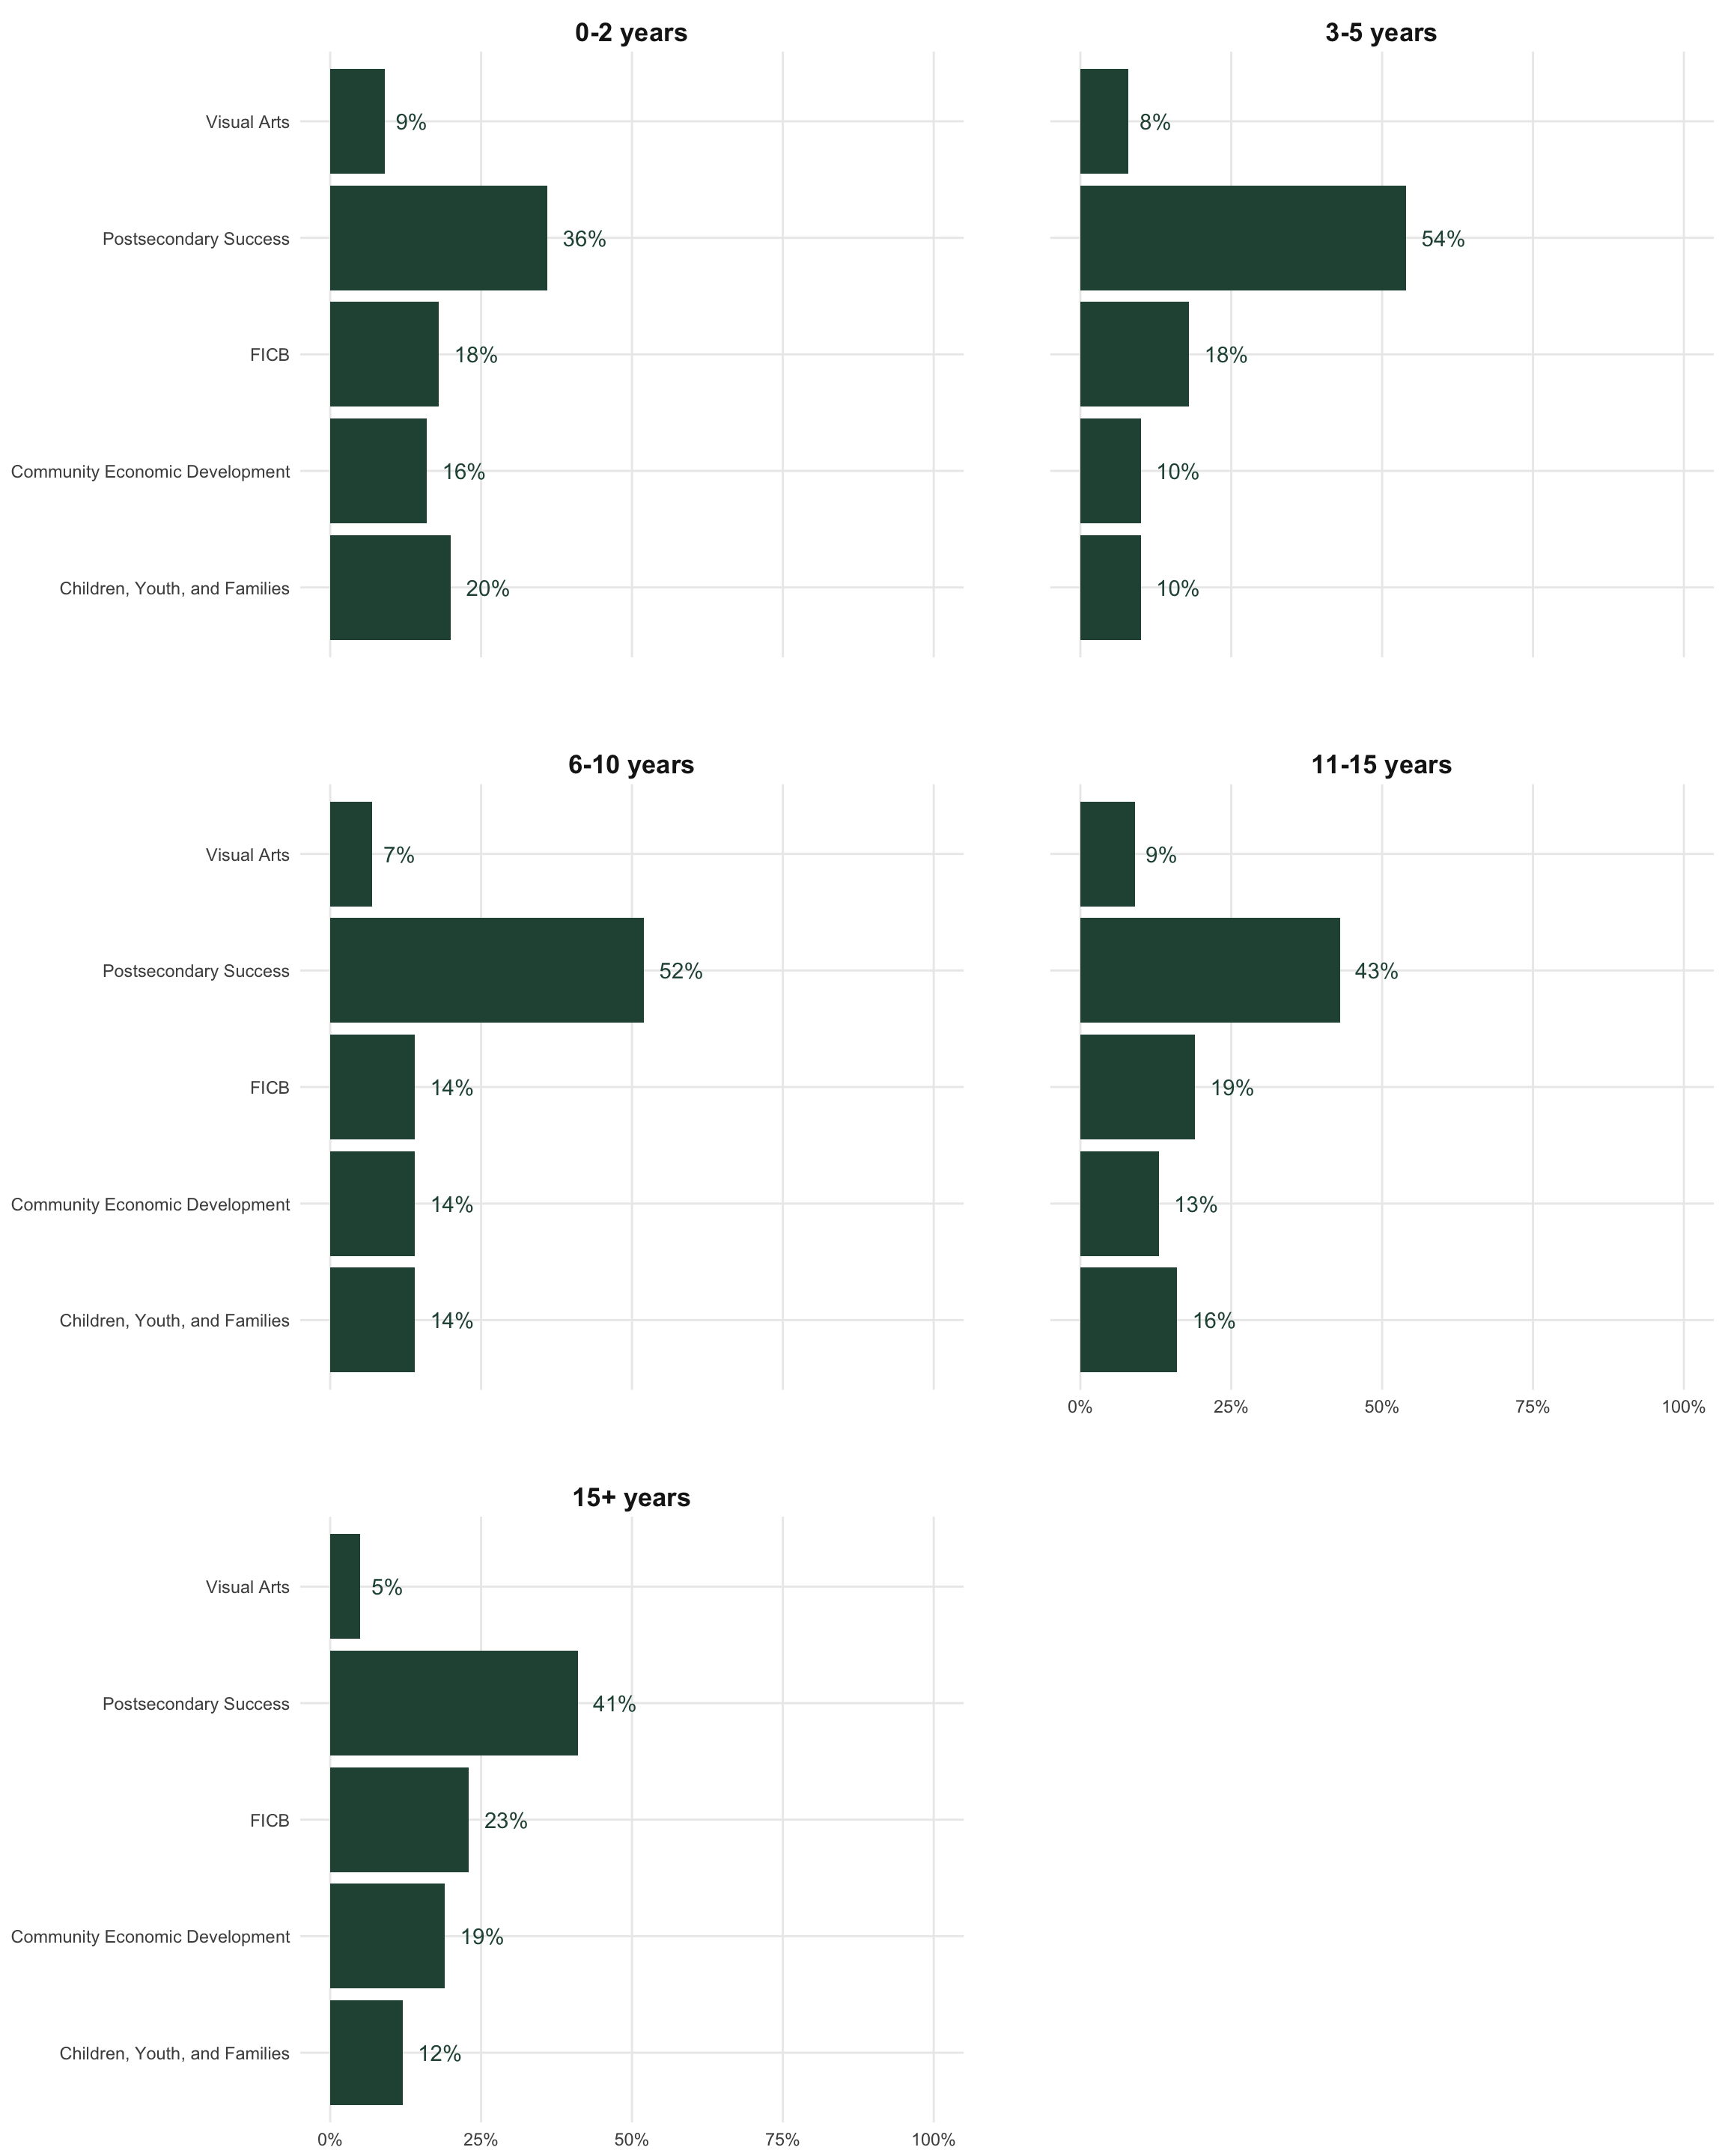 0-2 years
Visual Arts
9%
Postsecondary Success
36%
FICB
18%
Community Economic Development
16%
Children, Youth, and Families
20%
3-5 years
8%
54%
18%
10%
10%
6-10 years
Visual Arts
7%
Postsecondary Success
52%
FICB
14%
Community Economic Development
14%
Children, Youth, and Families
14%
11-15 years
9%
43%
19%
13%
16%
0% 25% 50% 75% 100%
15+ years
Visual Arts
5%
Postsecondary Success
41%
FICB
23%
Community Economic Development
19%
Children, Youth, and Families
12%
0% 25% 50% 75% 100%